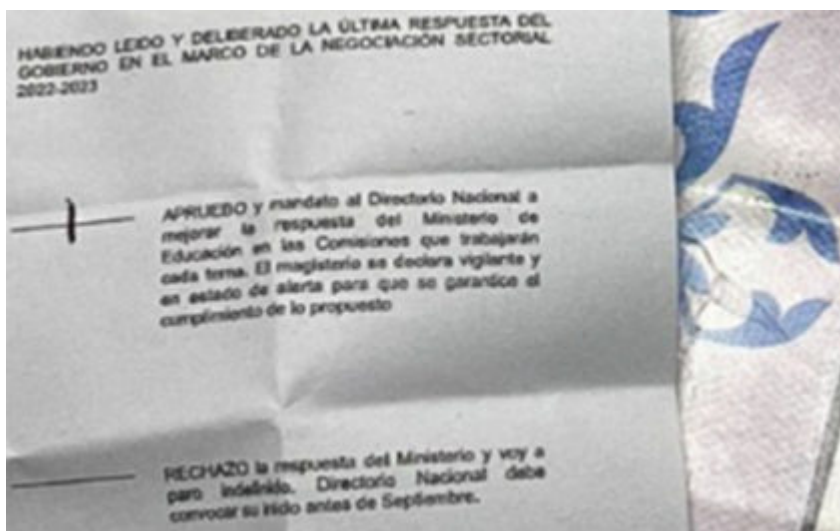 HABIENDO LEIDO Y DELIBERADO LA ÚLTIMA RESPUESTA DEL
GOBIERNO EN EL MARCO DE LA NEGOCIACIÓN SECTORIAL
2022-2023
APRUEBO y mandato al Directorio Nacional a
mejorar la respuesta del Ministerio de
Educación en las Comisiones que trabajarán
cada tema. El magisterio se declara vigilante y
en estado de alerta para que se garantice el
cumplimiento de lo propuesto
RECHAZO la respuesta del Ministerio y voy a
paro indefinido. Directorio Nacional debe
convocar su inicio antes de Septiembre.